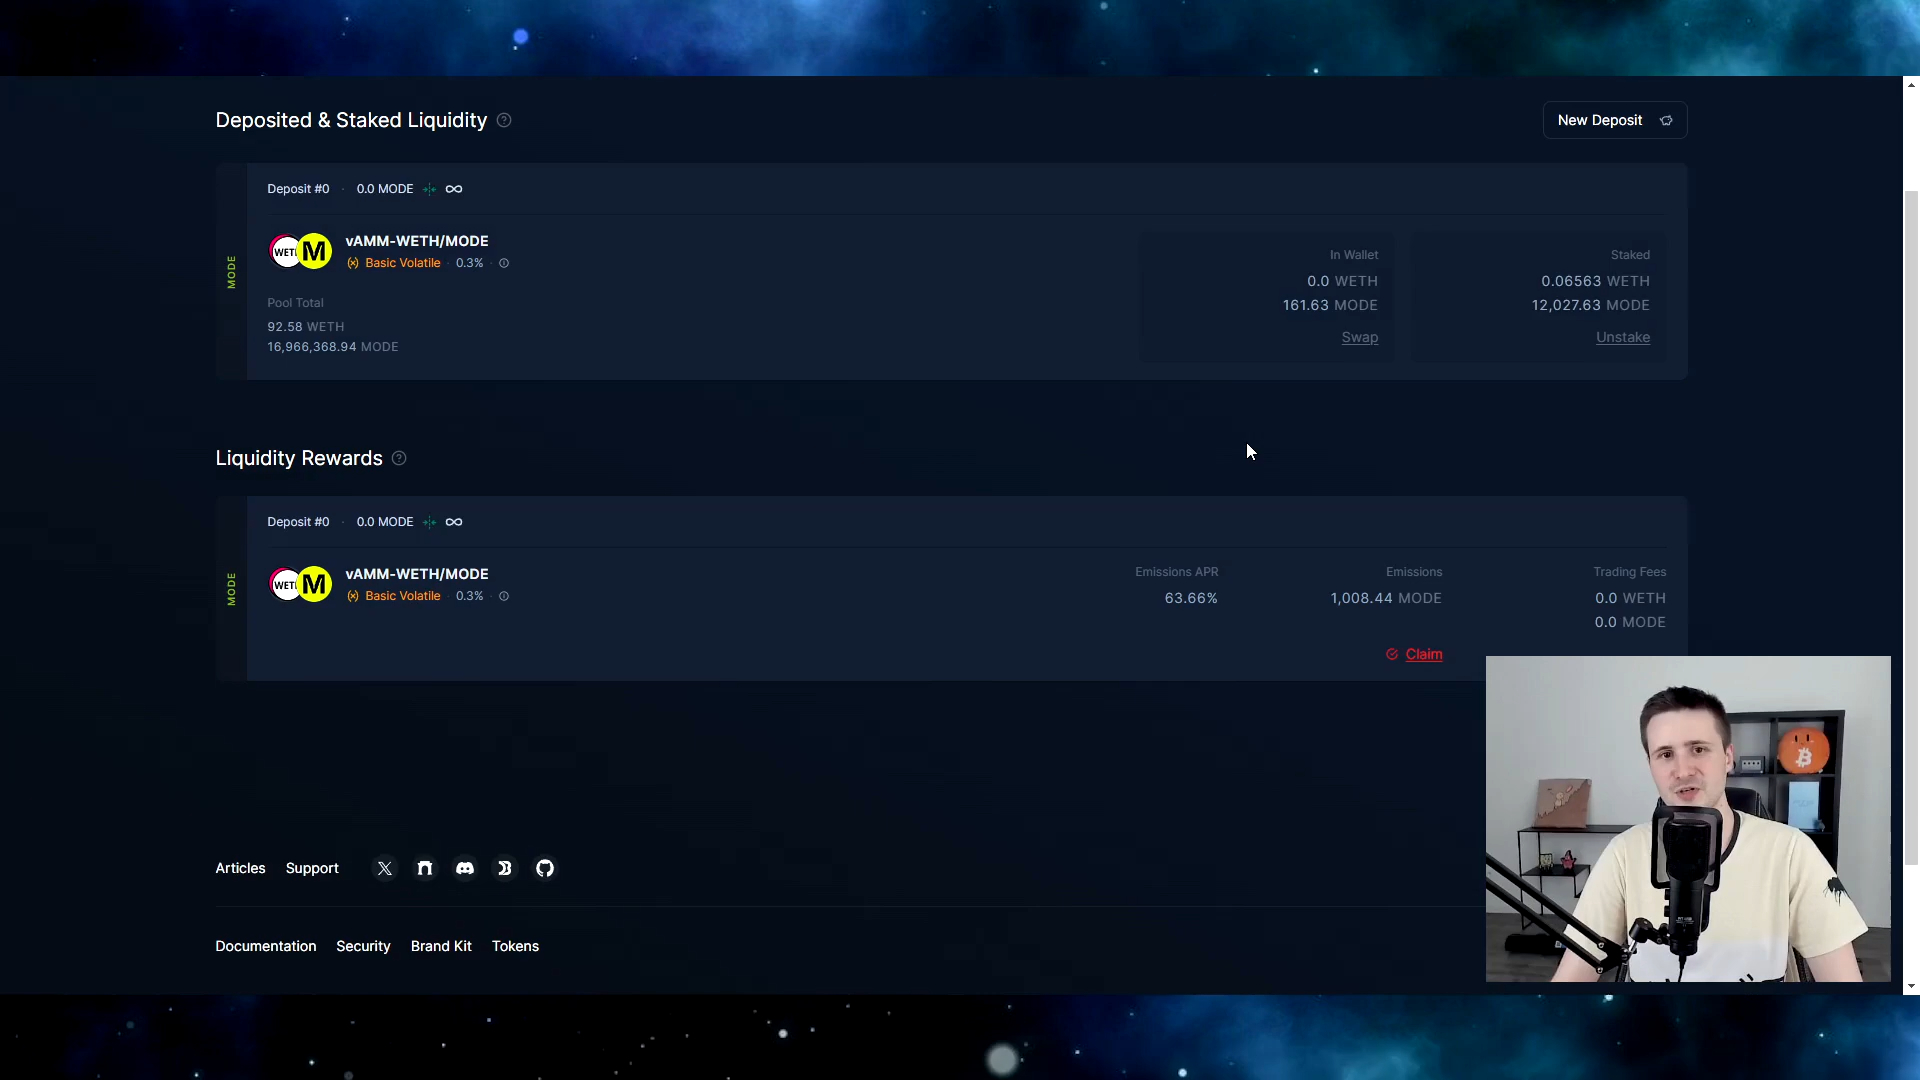 Deposited & Staked Liquidity
New Deposit
Deposit #0 · 0.0 MODE
MODE
WET
M
vAMM-WETH/MODE
Basic Volatile · 0.3%
Pool Total
92.58 WETH
16,966,368.94 MODE
In Wallet
0.0 WETH
161.63 MODE
Swap
Staked
0.06563 WETH
12,027.63 MODE
Unstake
Liquidity Rewards
Deposit #0 · 0.0 MODE
MODE
WET
M
vAMM-WETH/MODE
Basic Volatile · 0.3%
Emissions APR
63.66%
Emissions
1,008.44 MODE
Claim
Trading Fees
0.0 WETH
0.0 MODE
Articles Support
Documentation Security Brand Kit Tokens